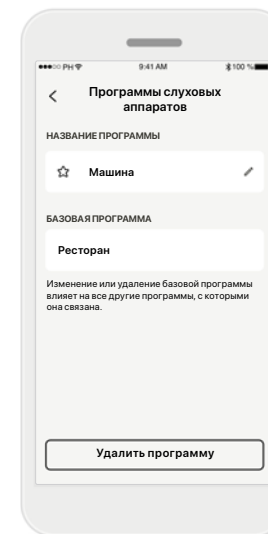 ●●●○○ PH 9:41 AM 100 %
Программы слуховых
аппаратов
НАЗВАНИЕ ПРОГРАММЫ
Машина
БАЗОВАЯ ПРОГРАММА
Ресторан
Изменение или удаление базовой программы
влияет на все другие программы, с которыми
она связана.
Удалить программу